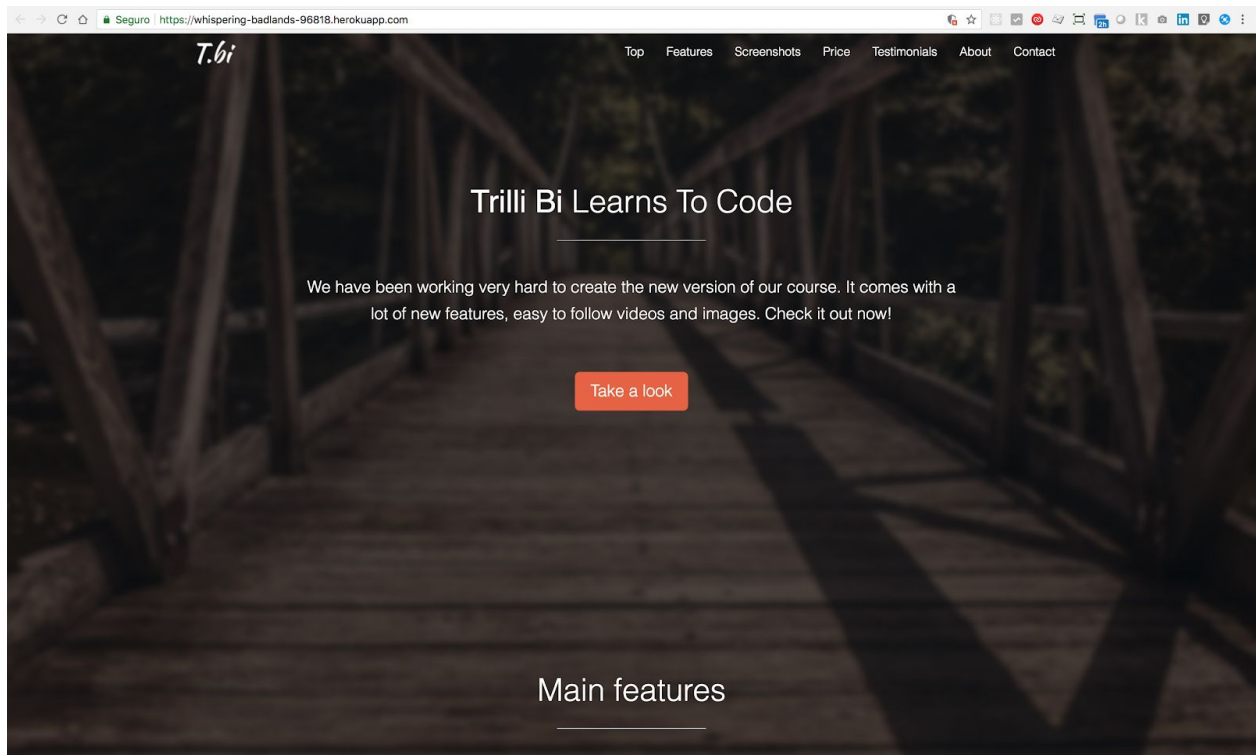 Seguro https://whispering-badlands-96818.herokuapp.com
2h
T.bi Top Features Screenshots Price Testimonials About Contact
Trilli Bi Learns To Code
We have been working very hard to create the new version of our course. It comes with a
lot of new features, easy to follow videos and images. Check it out now!
Take a look
Main features